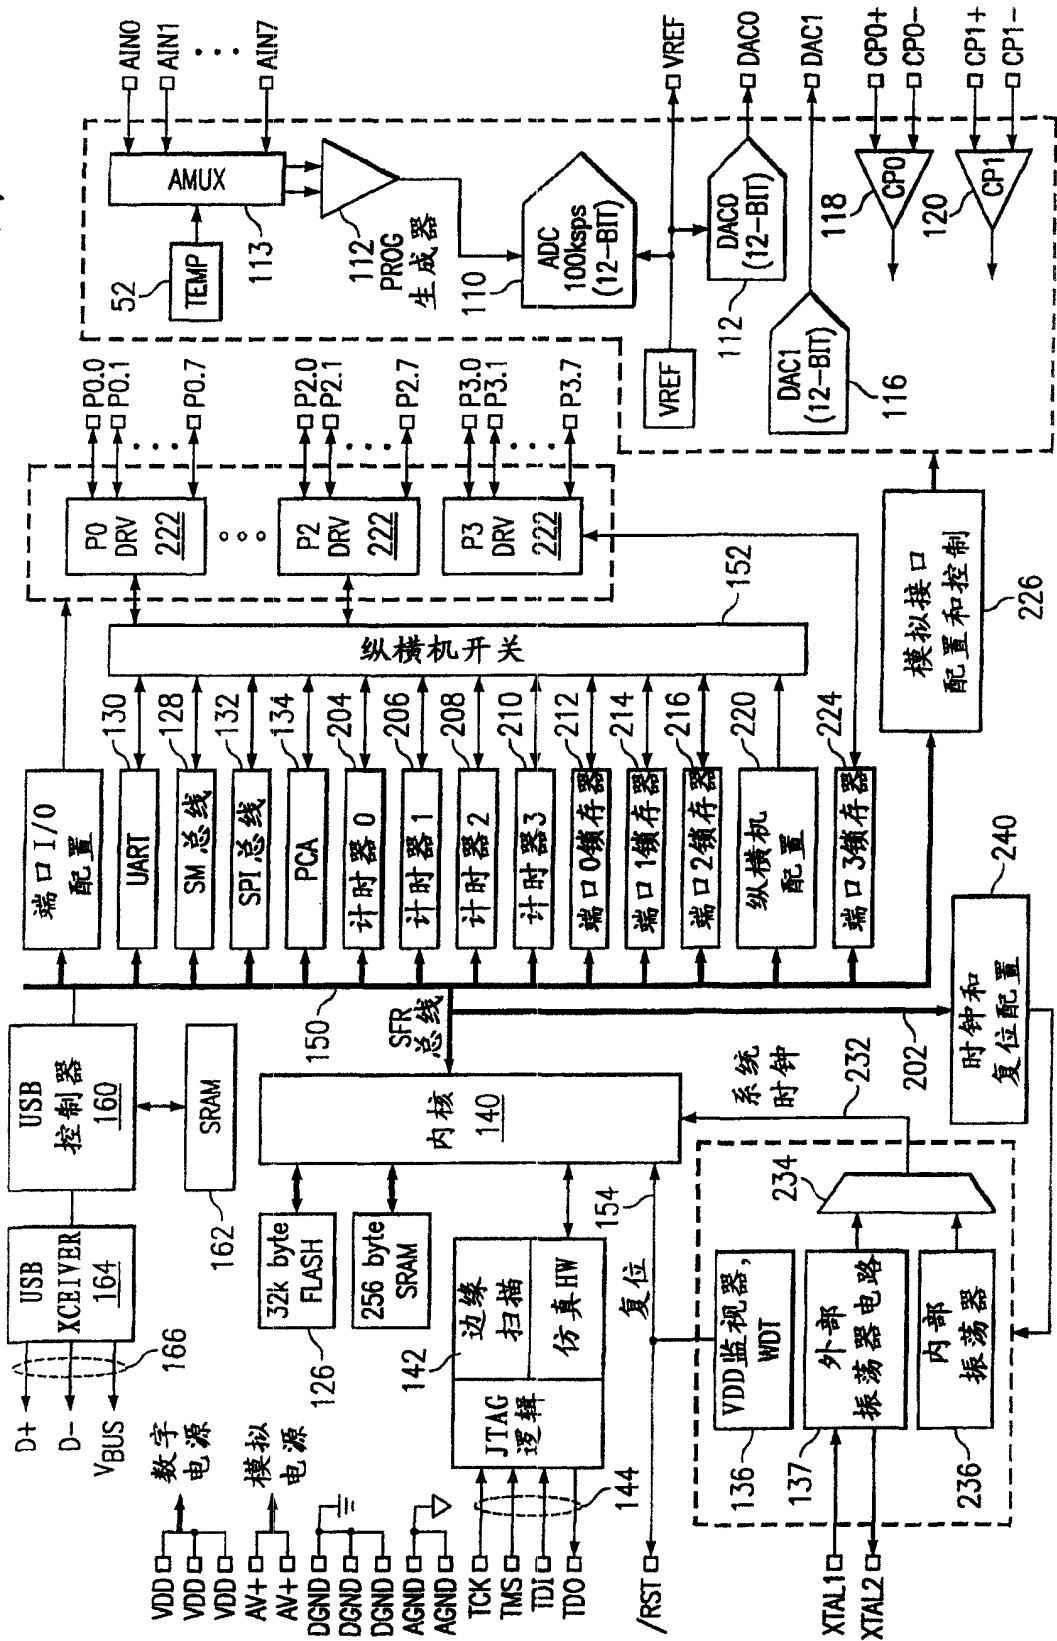 D+
D-
VBUS
166
USB
XCEIVER
164
USB
控制器
160
SRAM
162
数字
电源
模拟
电源
VDD
VDD
VDD
AV+
AV+
DGND
DGND
DGND
AGND
AGND
TCK
TMS
TDI
TDO
144
/RST
XTAL1
XTAL2
32k byte
FLASH
126
256 byte
SRAM
内核
140
边缘
扫描
仿真HW
JTAG
逻辑
142
复位
154
VDD监视器,
WDT
136
外部
振荡器电路
137
内部
振荡器
236
234
系统
时钟
232
时钟和
复位配置
240
202
SFR
总线
150
端口I/O
配置
UART
130
SM总线
128
SPI总线
132
PCA
134
计时器0
204
计时器1
206
计时器2
208
计时器3
210
端口0锁存器
212
端口1锁存器
214
端口2锁存器
216
纵横机
配置
220
端口3锁存器
224
纵横机开关
152
P0
DRV
222
P2
DRV
222
P3
DRV
222
P0.0
P0.1
P0.7
P2.0
P2.1
P2.7
P3.0
P3.1
P3.7
模拟接口
配置和控制
226
AIN0
AIN1
AIN7
AMUX
113
TEMP
52
112
PROG
生成器
ADC
100ksps
(12-BIT)
110
VREF
VREF
DAC0
(12-BIT)
112
DAC0
DAC1
(12-BIT)
116
DAC1
CP0
118
CP0+
CP0-
CP1
120
CP1+
CP1-